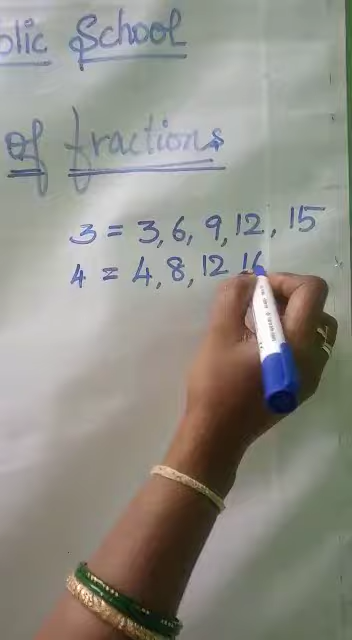 olic School
of fractions
3 = 3, 6, 9, 12, 15
4 = 4, 8, 12 16